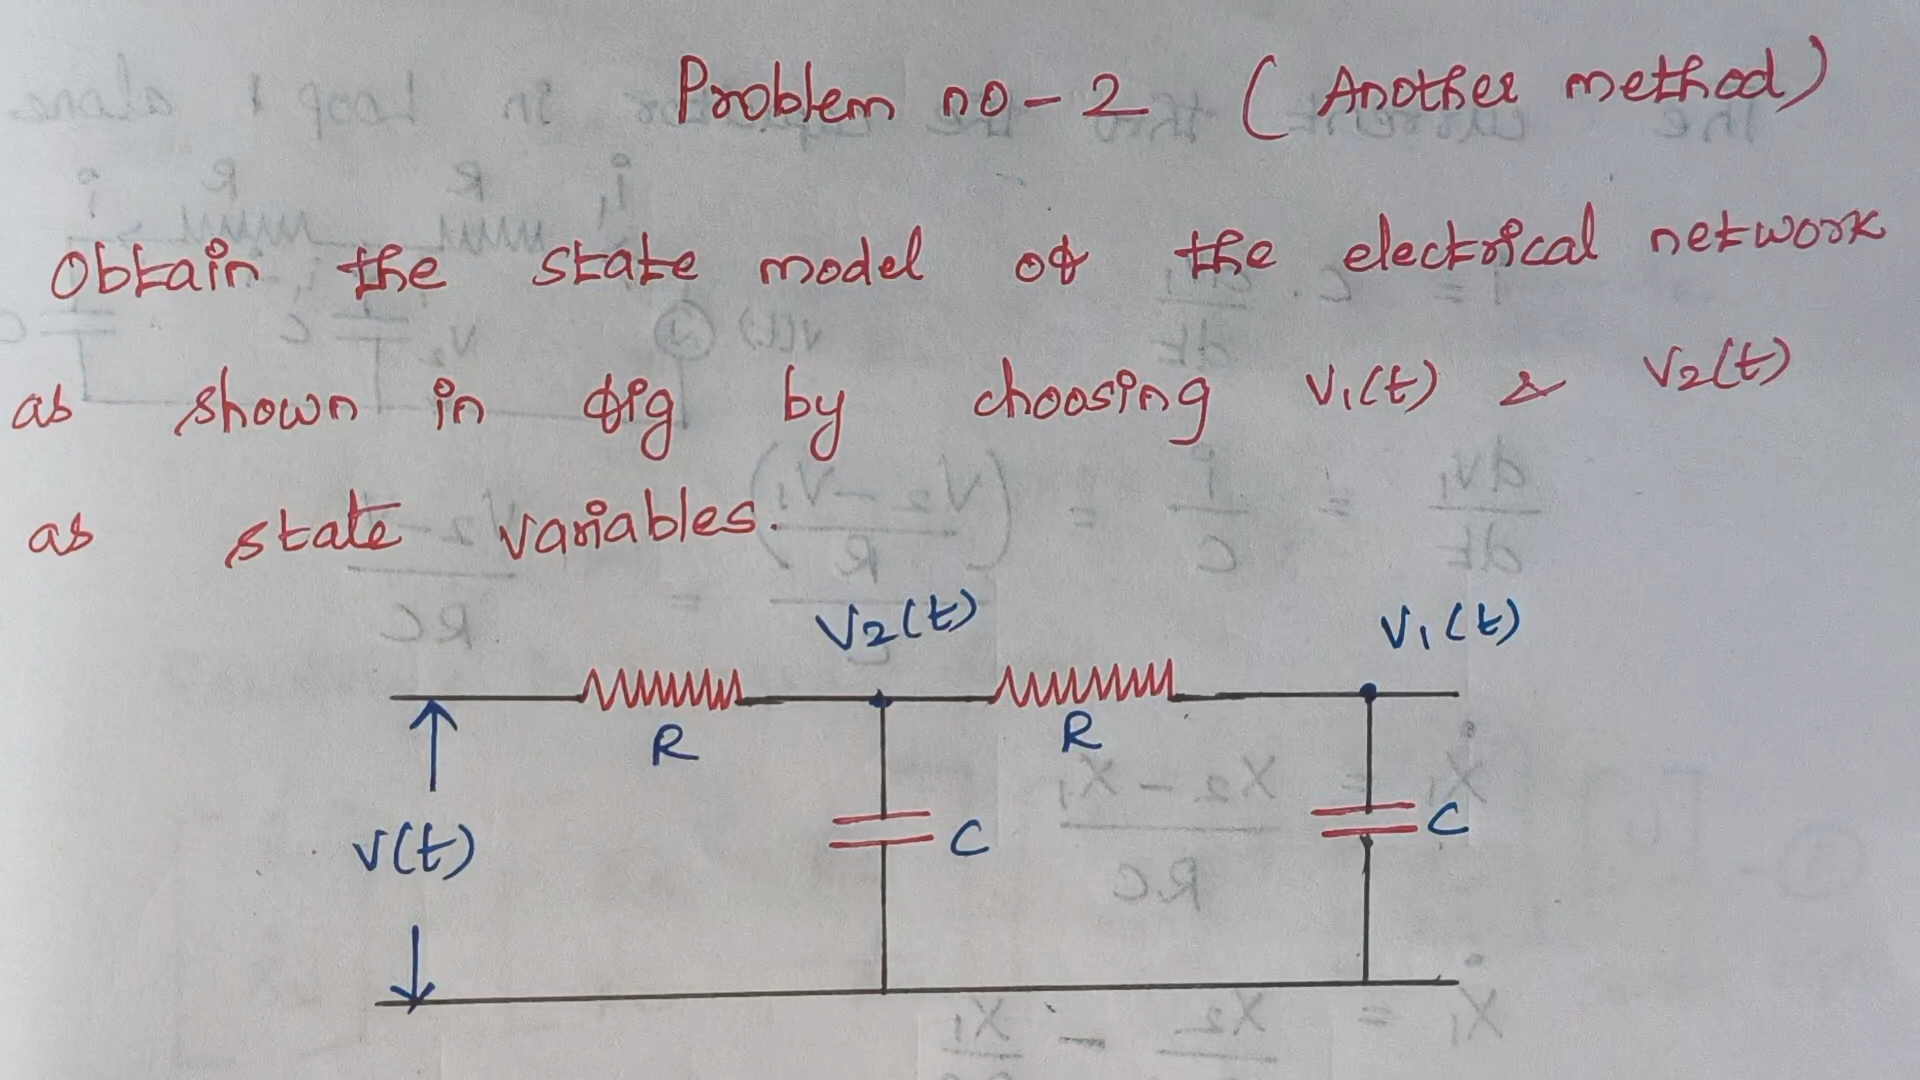 Problem no-2 (Another method)
Obtain the state model of the electrical network
as shown in fig by choosing V1(t) & V2(t)
as state variables.
V2(t) V1(t)
R R
V(t) C C